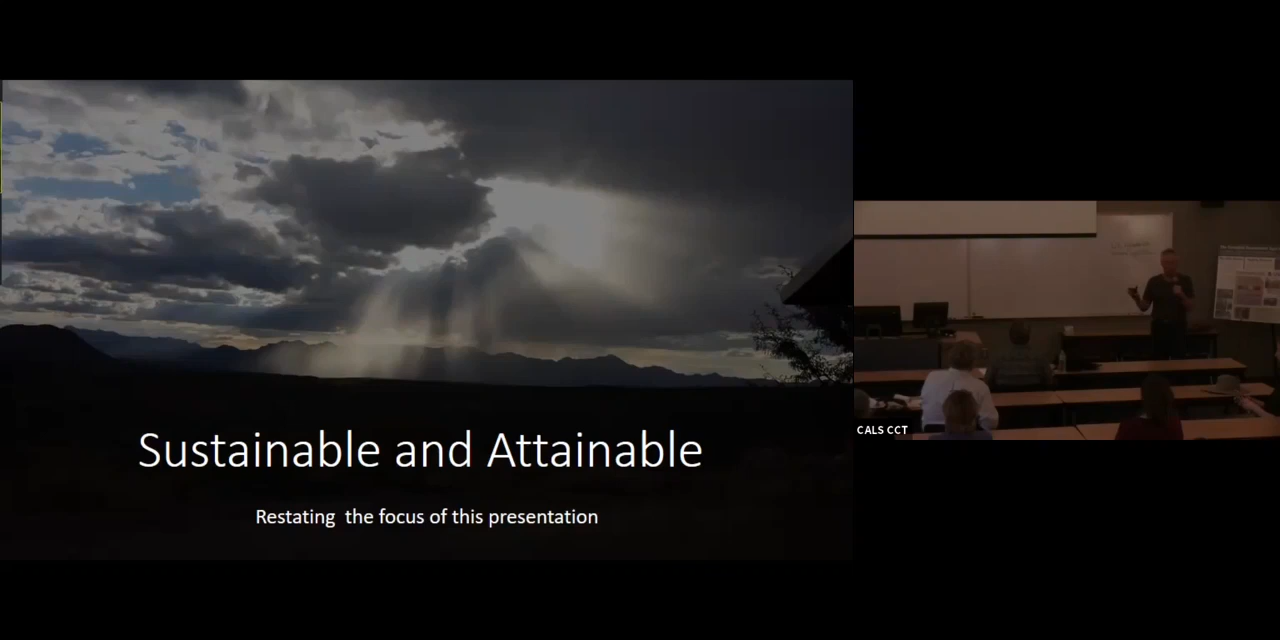 Sustainable and Attainable
Restating  the focus of this presentation
CALS CCT